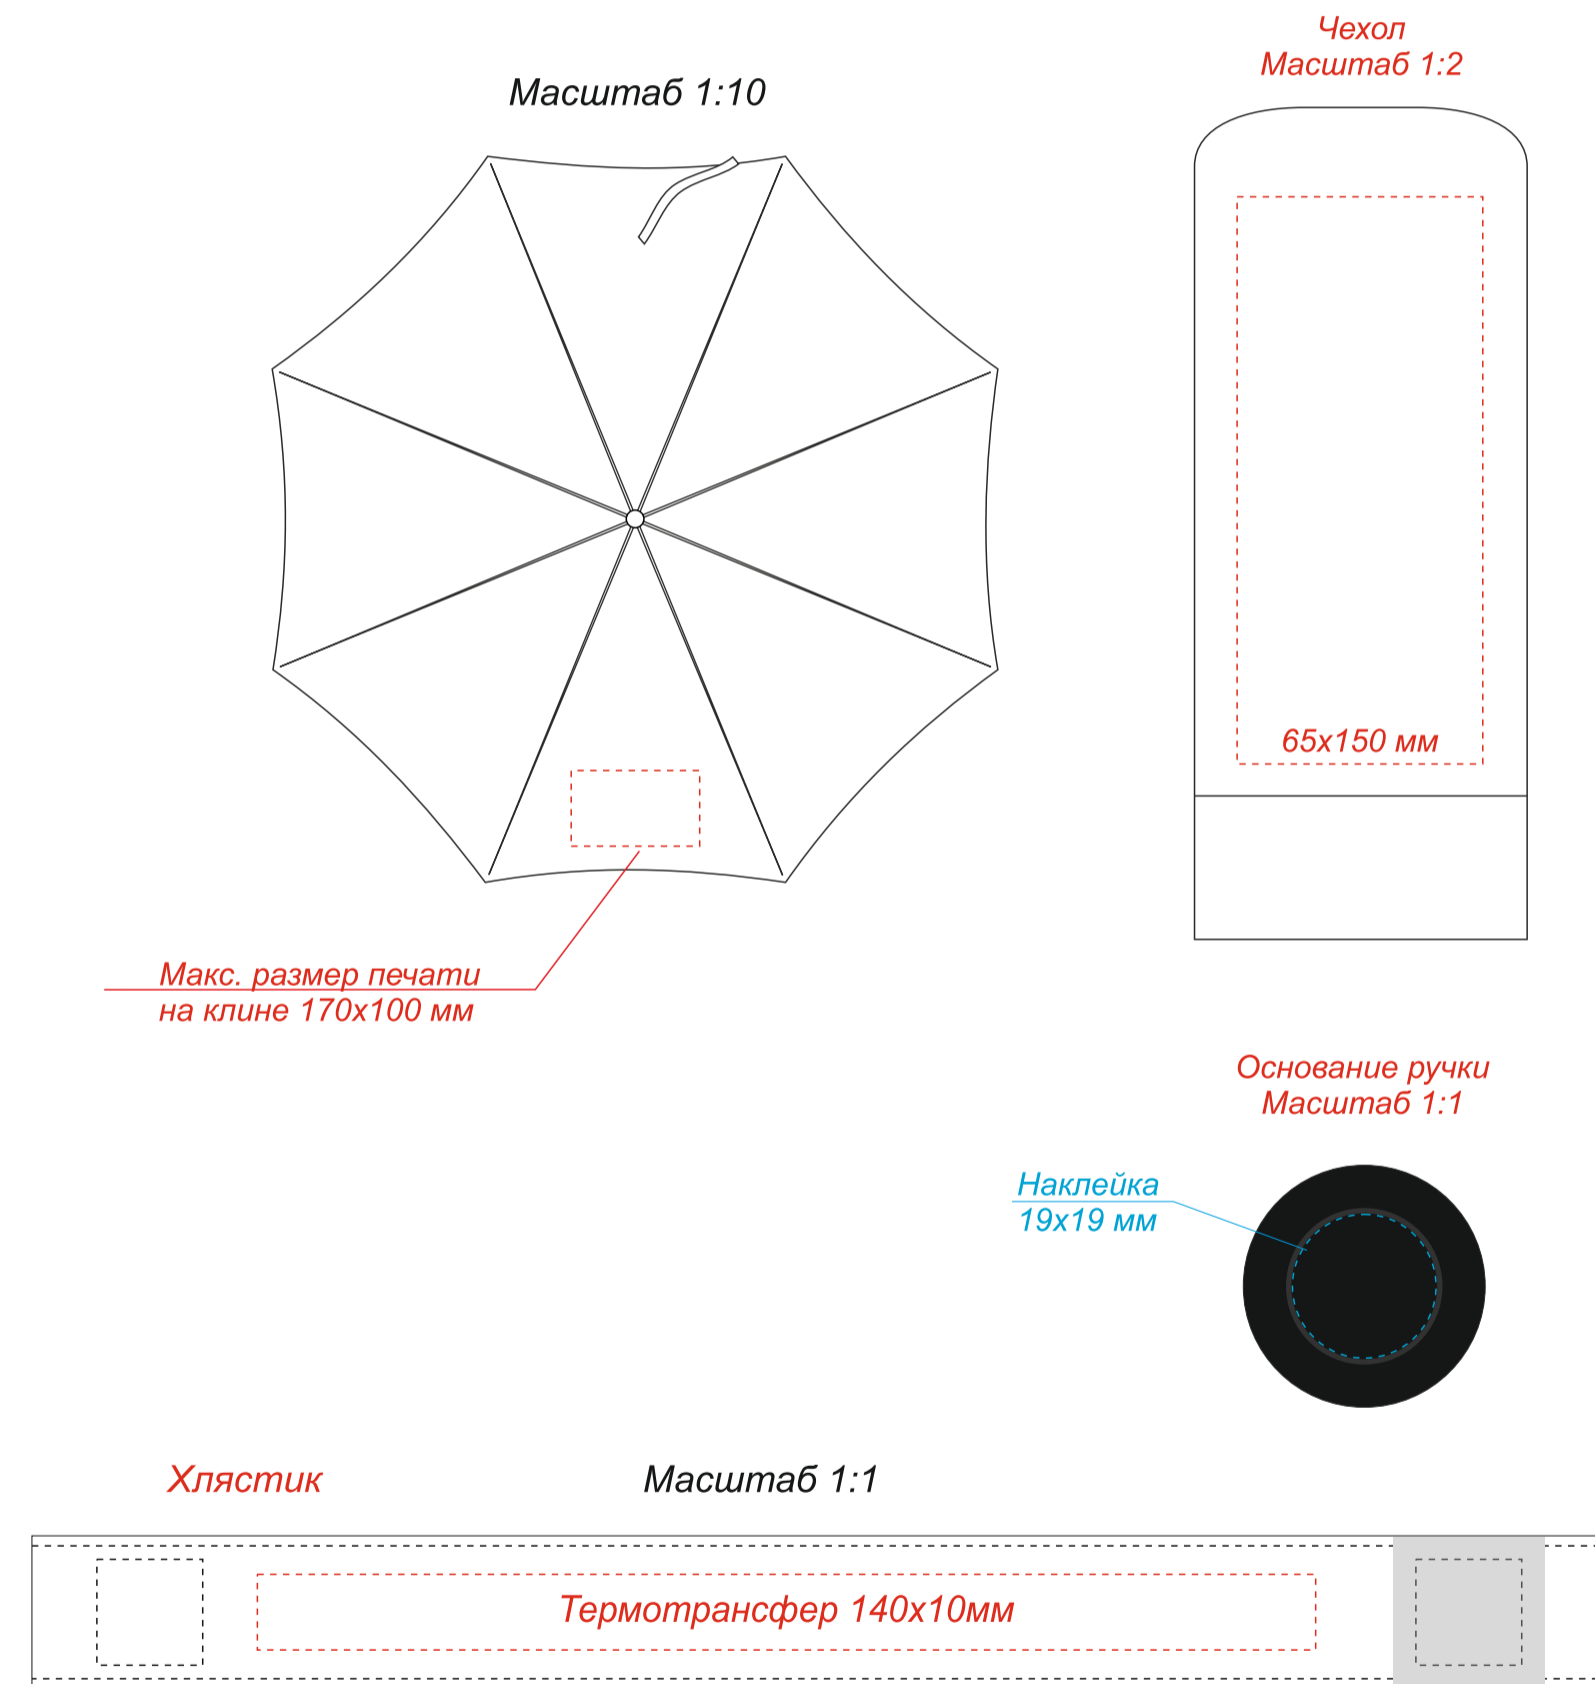 Чехол
Масштаб 1:2
Масштаб 1:10
65х150 мм
Макс. размер печати
на клине 170х100 мм
Основание ручки
Масштаб 1:1
Наклейка
19х19 мм
Хлястик
Масштаб 1:1
Термотрансфер 140х10мм